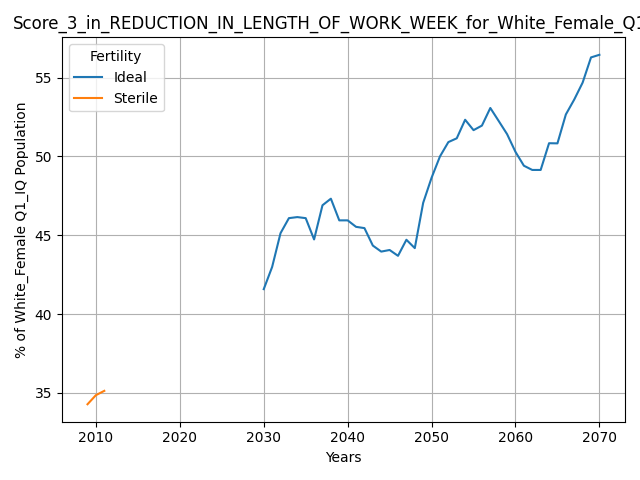 Score_3_in_REDUCTION_IN_LENGTH_OF_WORK_WEEK_for_White_Female_Q1
Fertility
Ideal
Sterile
% of White_Female Q1_IQ Population
55
50
45
40
35
2010 2020 2030 2040 2050 2060 2070
Years